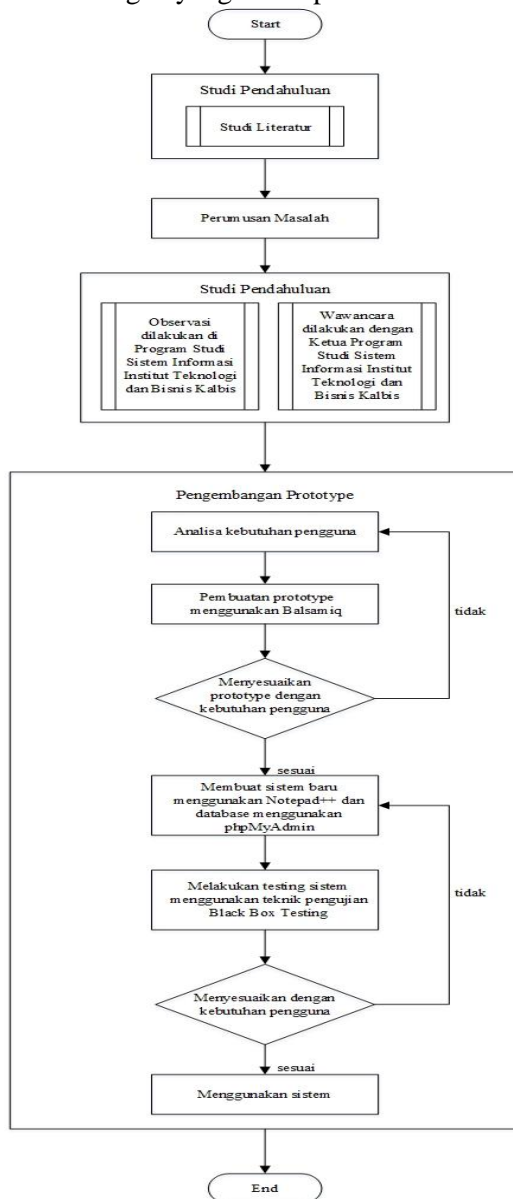 Start
Studi Pendahuluan
Studi Literatur
Perumusan Masalah
Studi Pendahuluan
Observasi
dilakukan di
Program Studi
Sistem Informasi
Institut Teknologi
dan Bisnis Kalbis
Wawancara
dilakukan dengan
Ketua Program
Studi Sistem
Informasi Institut
Teknologi dan
Bisnis Kalbis
Pengembangan Prototype
Analisa kebutuhan pengguna
Pembuatan prototype
menggunakan Balsamiq
tidak
Menyesuaikan
prototype dengan
kebutuhan pengguna
sesuai
Membuat sistem baru
menggunakan Notepad++ dan
database menggunakan
phpMyAdmin
Melakukan testing sistem
menggunakan teknik pengujian
Black Box Testing
tidak
Menyesuaikan dengan
kebutuhan pengguna
sesuai
Menggunakan sistem
End